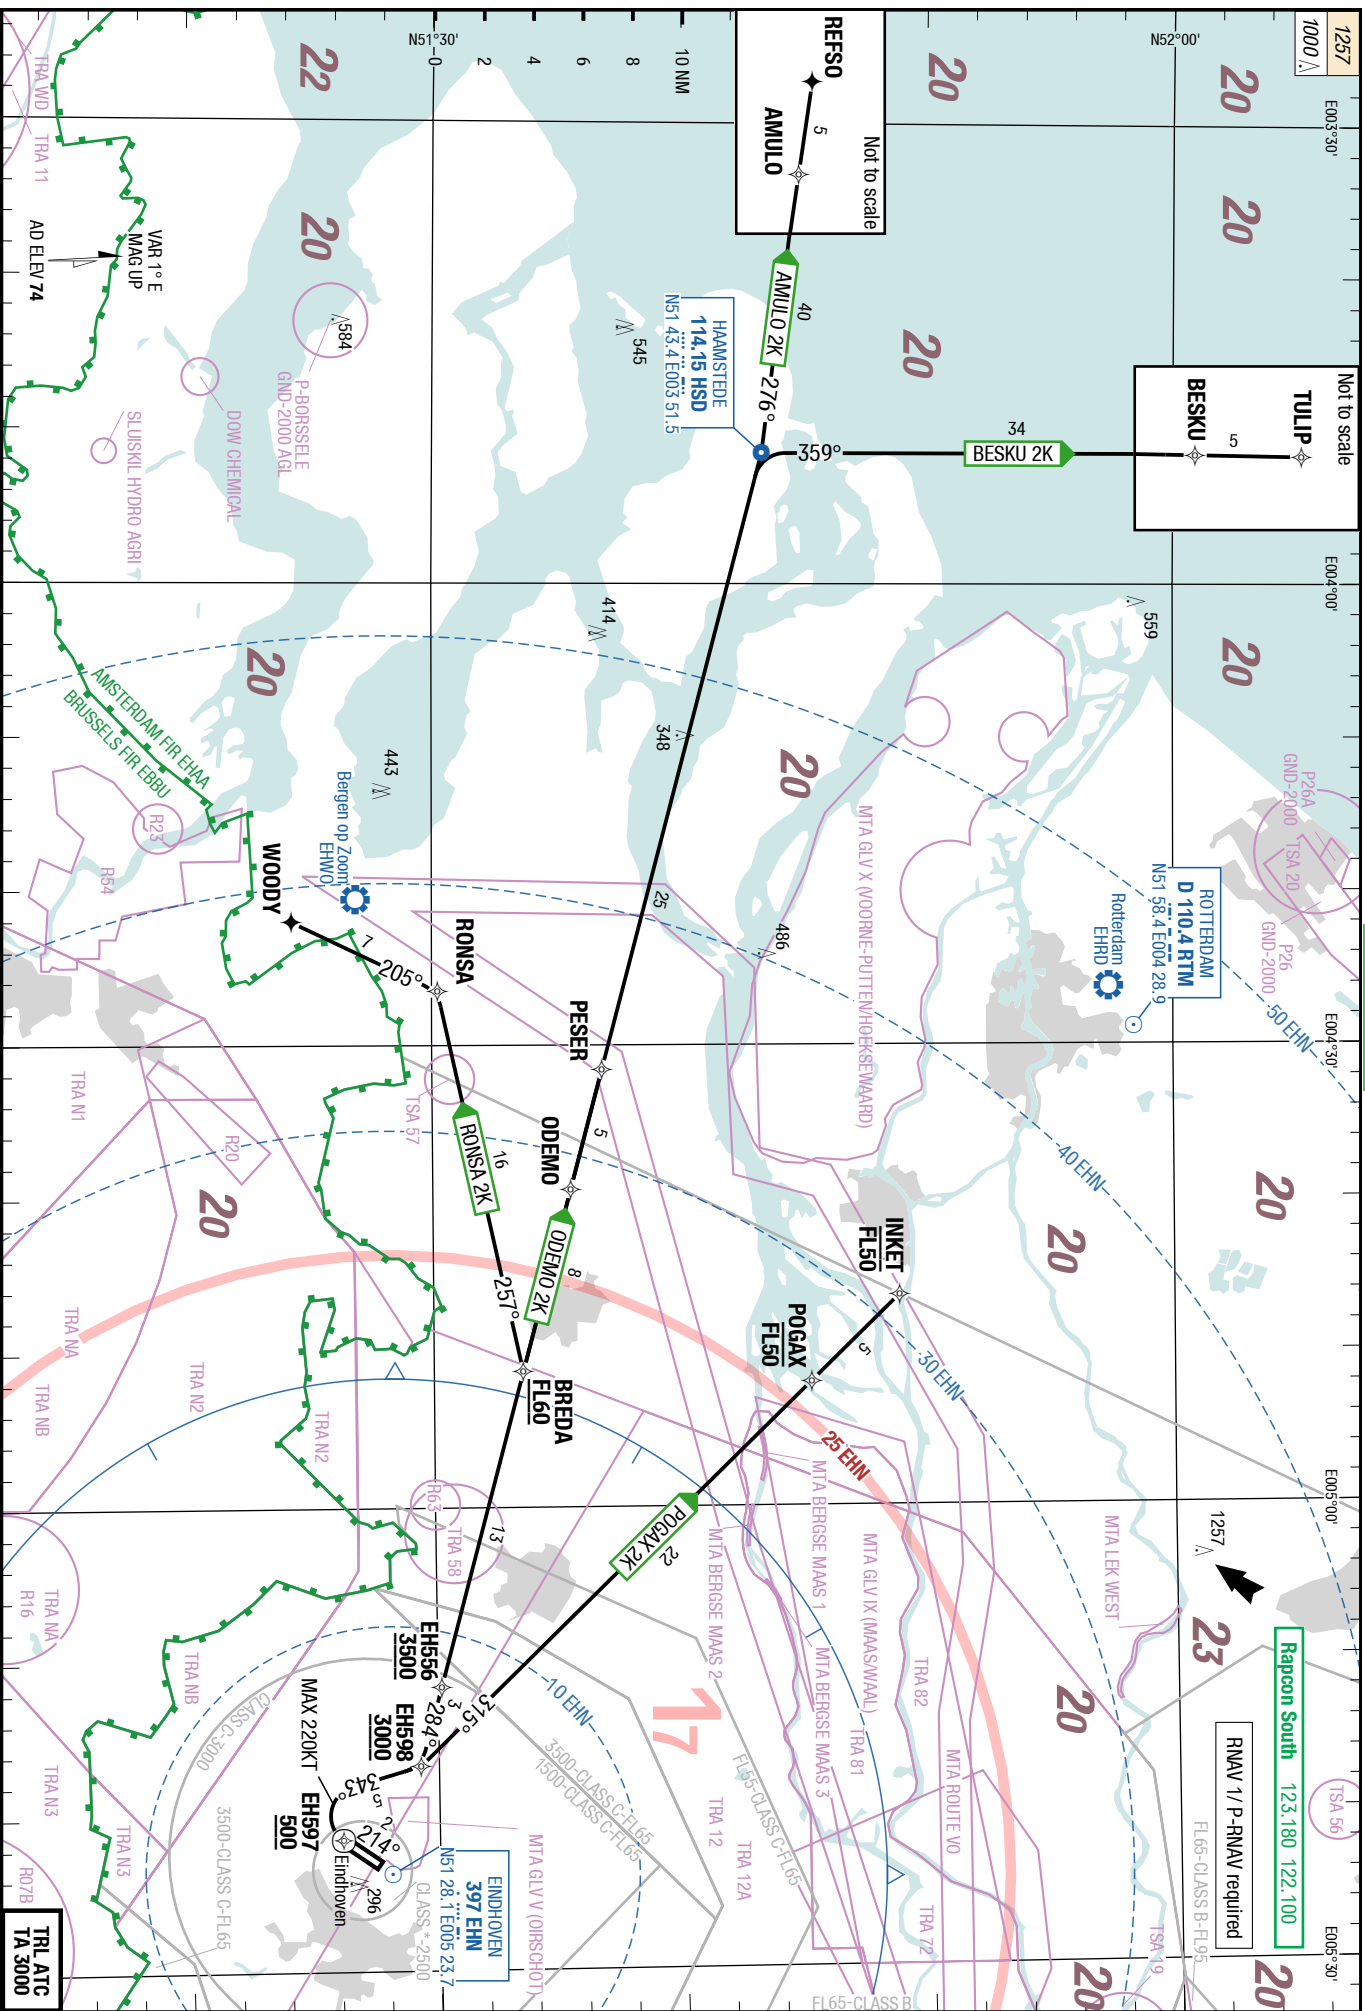 1257
1000
E003°30'
E004°00'
E004°30'
E005°00'
E005°30'
N52°00'
N51°30'
0
2
4
6
8
10 NM
Not to scale
REFSO
5
AMULO
Not to scale
TULIP
5
BESKU
20
20
20
20
20
20
20
20
20
20
20
20
20
20
22
23
17
40
AMULO 2K
276°
359°
34
BESKU 2K
HAAMSTEDE
114.15 HSD
N51 43.4 E003 51.5
545
584
P-BORSSELE
GND-2000 AGL
DOW CHEMICAL
SLUISKIL HYDRO AGRI
TRA WD
TRA 11
VAR 1° E
MAG UP
AD ELEV 74
AMSTERDAM FIR EHAA
BRUSSELS FIR EBBU
559
414
348
443
486
P26A
GND-2000
TSA 20
P26
GND-2000
ROTTERDAM
D 110.4 RTM
N51 58.4 E004 28.9
Rotterdam
EHRD
50 EHN
40 EHN
30 EHN
25 EHN
10 EHN
MTA GLV X (VOORNE-PUTTEN/HOEKSEWAARD)
Bergen op Zoom
EHWO
R23
R54
WOODY
7
205°
RONSA
16
RONSA 2K
257°
25
PESER
5
ODEMO
8
ODEMO 2K
BREDA
FL60
INKET
FL50
5
POGAX
FL50
22
POGAX 2K
315°
13
EH556
3500
3
284°
EH598
3000
343°
5
MAX 220KT
EH597
500
2
214°
Eindhoven
296
EINDHOVEN
397 EHN
N51 28.1 E005 23.7
TSA 57
TRA N1
R20
TRA NA
TRA NB
TRA N2
TRA N2
R63
TRA 58
TRA NA
R16
TRA NB
TRA N3
TRA N3
R07B
CLASS C-3000
3500-CLASS C-FL65
3500-CLASS C-FL65
1500-CLASS C-FL65
CLASS *-2500
FL55-CLASS C-FL65
FL65-CLASS B
FL65-CLASS B-FL95
MTA GLV V (OIRSCHOT)
MTA BERGSE MAAS 1
MTA BERGSE MAAS 2
MTA BERGSE MAAS 3
MTA GLV IX (MAAS/WAAL)
MTA LEK WEST
MTA ROUTE VO
TRA 82
TRA 81
TRA 12
TRA 12A
TRA 72
TSA 19
TSA 56
1257
Rapcon South 123.180 122.100
RNAV 1/ P-RNAV required
TRL ATC
TA 3000